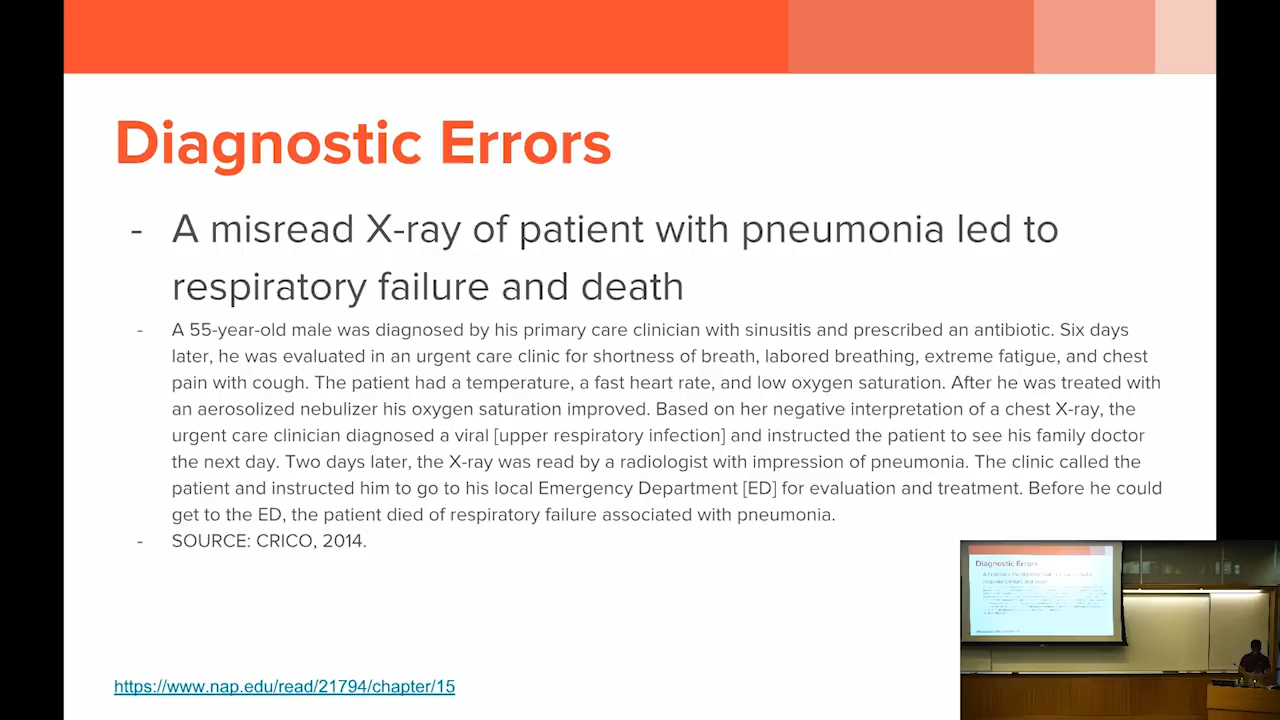 Diagnostic Errors
- A misread X-ray of patient with pneumonia led to
respiratory failure and death
- A 55-year-old male was diagnosed by his primary care clinician with sinusitis and prescribed an antibiotic. Six days
later, he was evaluated in an urgent care clinic for shortness of breath, labored breathing, extreme fatigue, and chest
pain with cough. The patient had a temperature, a fast heart rate, and low oxygen saturation. After he was treated with
an aerosolized nebulizer his oxygen saturation improved. Based on her negative interpretation of a chest X-ray, the
urgent care clinician diagnosed a viral [upper respiratory infection] and instructed the patient to see his family doctor
the next day. Two days later, the X-ray was read by a radiologist with impression of pneumonia. The clinic called the
patient and instructed him to go to his local Emergency Department [ED] for evaluation and treatment. Before he could
get to the ED, the patient died of respiratory failure associated with pneumonia.
- SOURCE: CRICO, 2014.
https://www.nap.edu/read/21794/chapter/15
Diagnostic Errors